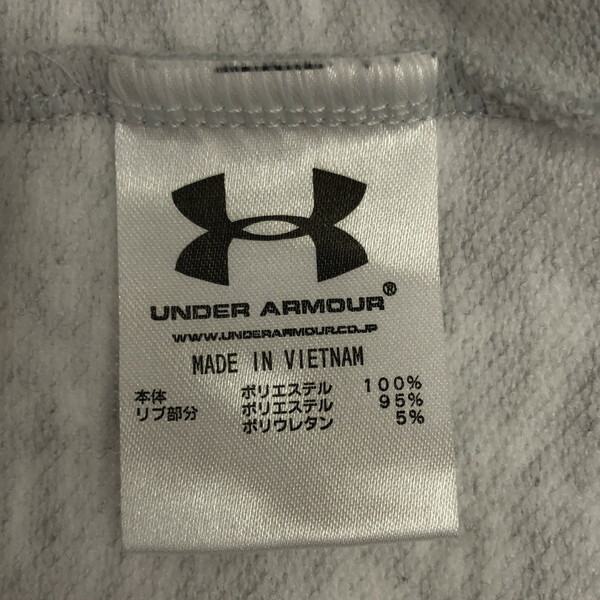 UNDER ARMOUR®
WWW.UNDERARMOUR.CO.JP
MADE IN VIETNAM
本体 ポリエステル 100%
リブ部分 ポリエステル 95%
ポリウレタン 5%